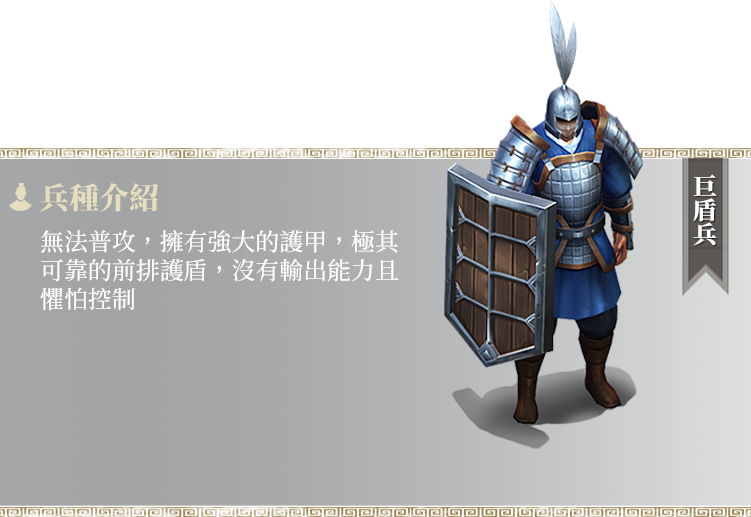 兵種介紹
無法普攻，擁有強大的護甲，極其
可靠的前排護盾，沒有輸出能力且
懼怕控制
巨盾兵